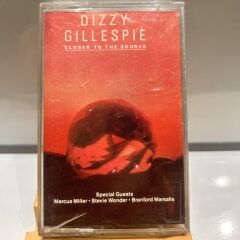 DIZZY
GILLESPIE
CLOSER TO THE SOURCE
Special Guests
Marcus Miller • Stevie Wonder • Branford Marsalis